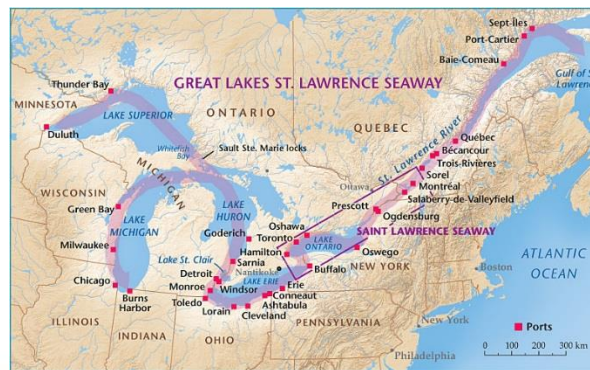 Sept-Îles
Port-Cartier
Baie-Comeau
Gulf of St
Lawrence
GREAT LAKES ST. LAWRENCE SEAWAY
Thunder Bay
MINNESOTA
LAKE SUPERIOR
ONTARIO
QUEBEC
Duluth
Whitefish
Bay
Sault Ste. Marie locks
St. Lawrence River
Québec
Bécancour
Trois-Rivières
Sorel
Montréal
Salaberry-de-Valleyfield
Ottawa
Prescott
Ogdensburg
SAINT LAWRENCE SEAWAY
WISCONSIN
MICHIGAN
Green Bay
LAKE
MICHIGAN
LAKE
HURON
Goderich
Oshawa
Toronto
LAKE
ONTARIO
Hamilton
Oswego
Milwaukee
Lake St. Clair
Sarnia
Nanticoke
Buffalo
NEW YORK
ATLANTIC
OCEAN
Boston
Chicago
Burns
Harbor
Detroit
Monroe
Windsor
Toledo
LAKE ERIE
Erie
Conneaut
Ashtabula
Lorain
Cleveland
ILLINOIS
INDIANA
OHIO
PENNSYLVANIA
New York
Philadelphia
Ports
0 100 200 300 km